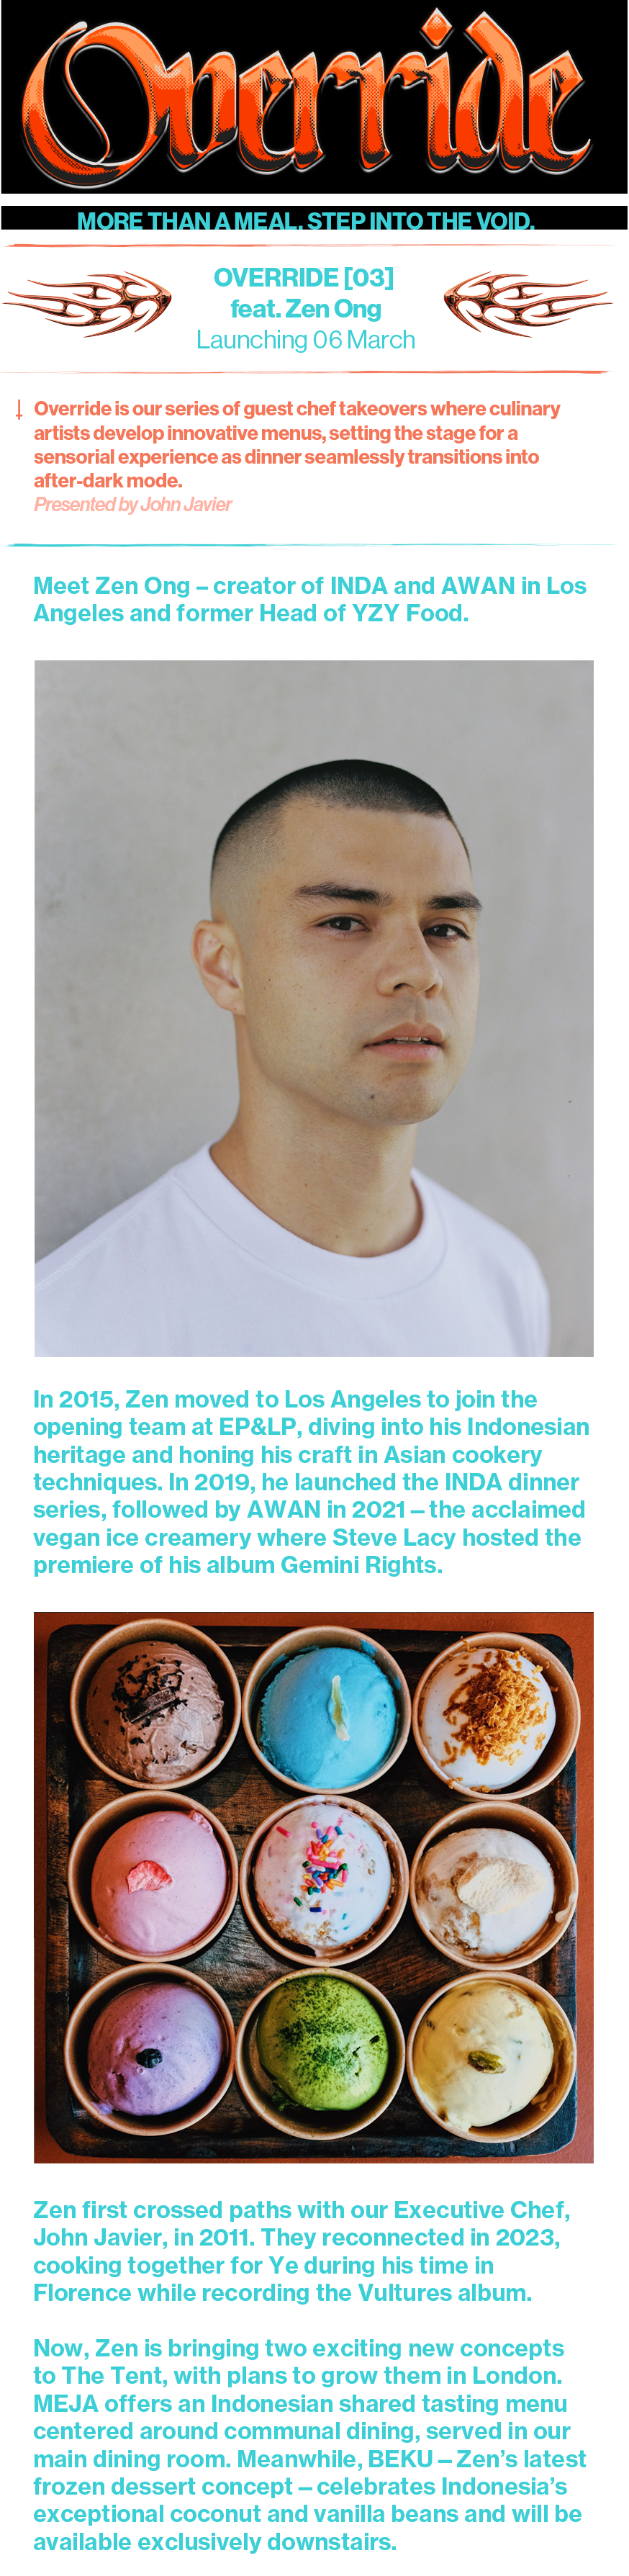 Override
MORE THAN A MEAL. STEP INTO THE VOID.
OVERRIDE [03]
feat. Zen Ong
Launching 06 March
Override is our series of guest chef takeovers where culinary
artists develop innovative menus, setting the stage for a
sensorial experience as dinner seamlessly transitions into
after-dark mode.
Presented by John Javier
Meet Zen Ong – creator of INDA and AWAN in Los
Angeles and former Head of YZY Food.
In 2015, Zen moved to Los Angeles to join the
opening team at EP&LP, diving into his Indonesian
heritage and honing his craft in Asian cookery
techniques. In 2019, he launched the INDA dinner
series, followed by AWAN in 2021 – the acclaimed
vegan ice creamery where Steve Lacy hosted the
premiere of his album Gemini Rights.
Zen first crossed paths with our Executive Chef,
John Javier, in 2011. They reconnected in 2023,
cooking together for Ye during his time in
Florence while recording the Vultures album.
Now, Zen is bringing two exciting new concepts
to The Tent, with plans to grow them in London.
MEJA offers an Indonesian shared tasting menu
centered around communal dining, served in our
main dining room. Meanwhile, BEKU – Zen’s latest
frozen dessert concept – celebrates Indonesia’s
exceptional coconut and vanilla beans and will be
available exclusively downstairs.